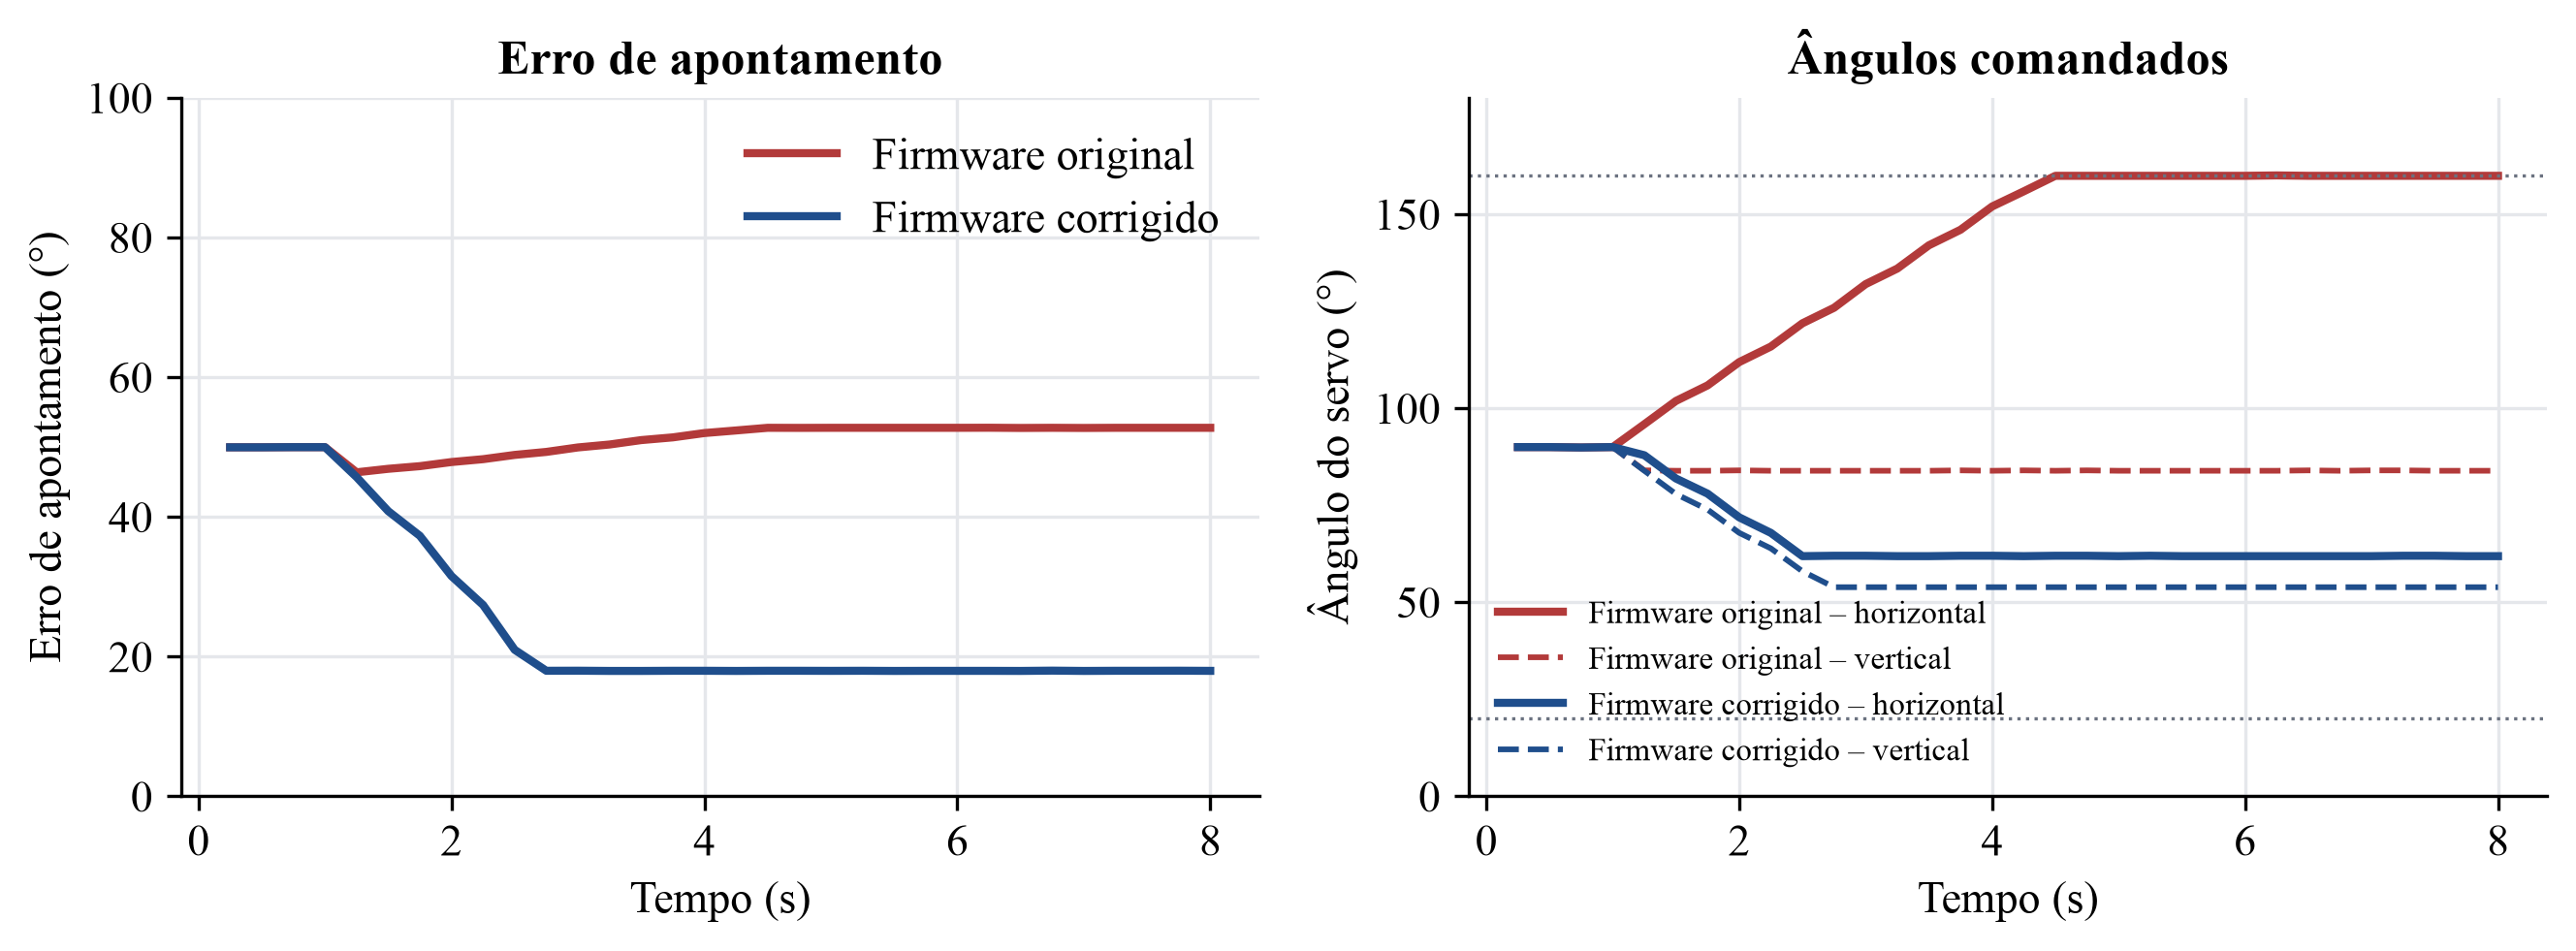 Erro de apontamento
100
80
60
40
20
0
Erro de apontamento (°)
Firmware original
Firmware corrigido
0 2 4 6 8
Tempo (s)
Ângulos comandados
150
100
50
0
Ângulo do servo (°)
Firmware original – horizontal
Firmware original – vertical
Firmware corrigido – horizontal
Firmware corrigido – vertical
0 2 4 6 8
Tempo (s)